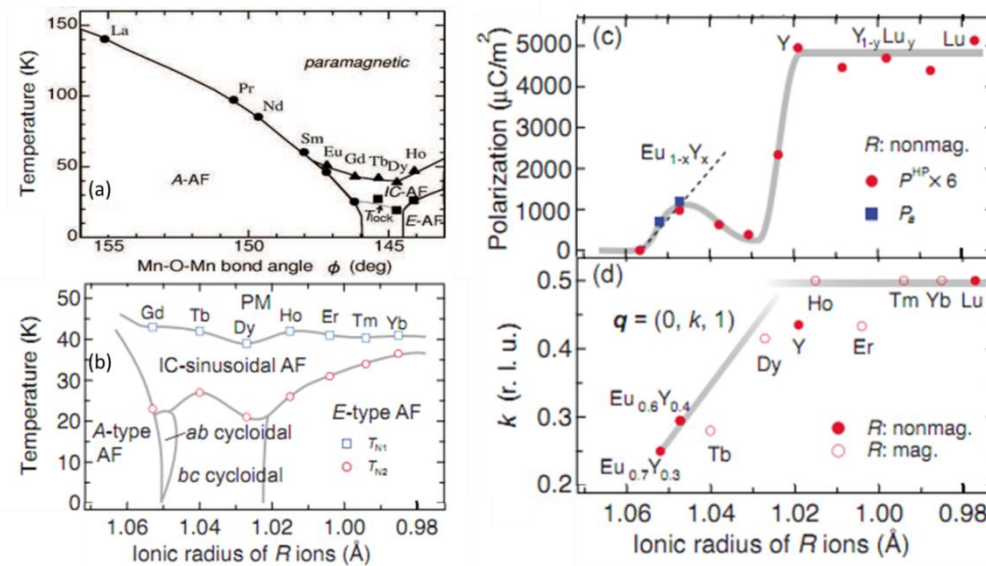 150
100
50
0
Temperature (K)
(a)
La
Pr
Nd
Sm
Eu
Gd
Tb
Dy
Ho
paramagnetic
A-AF
IC-AF
E-AF
Tlock
155
150
145
Mn-O-Mn bond angle ϕ (deg)
50
40
30
20
10
0
Temperature (K)
(b)
PM
Gd
Tb
Dy
Ho
Er
Tm
Yb
IC-sinusoidal AF
A-type
AF
ab cycloidal
bc cycloidal
E-type AF
TN1
TN2
1.06
1.04
1.02
1.00
0.98
Ionic radius of R ions (Å)
(c)
5000
4000
3000
2000
1000
0
Polarization (μC/m²)
Y
Y1-yLuy
Lu
Eu1-xYx
R: nonmag.
P^HP × 6
Pa
(d)
0.5
0.4
0.3
0.2
k (r. l. u.)
q = (0, k, 1)
Ho
Tm
Yb
Lu
Dy
Y
Er
Eu0.6Y0.4
Tb
Eu0.7Y0.3
R: nonmag.
R: mag.
1.06
1.04
1.02
1.00
0.98
Ionic radius of R ions (Å)